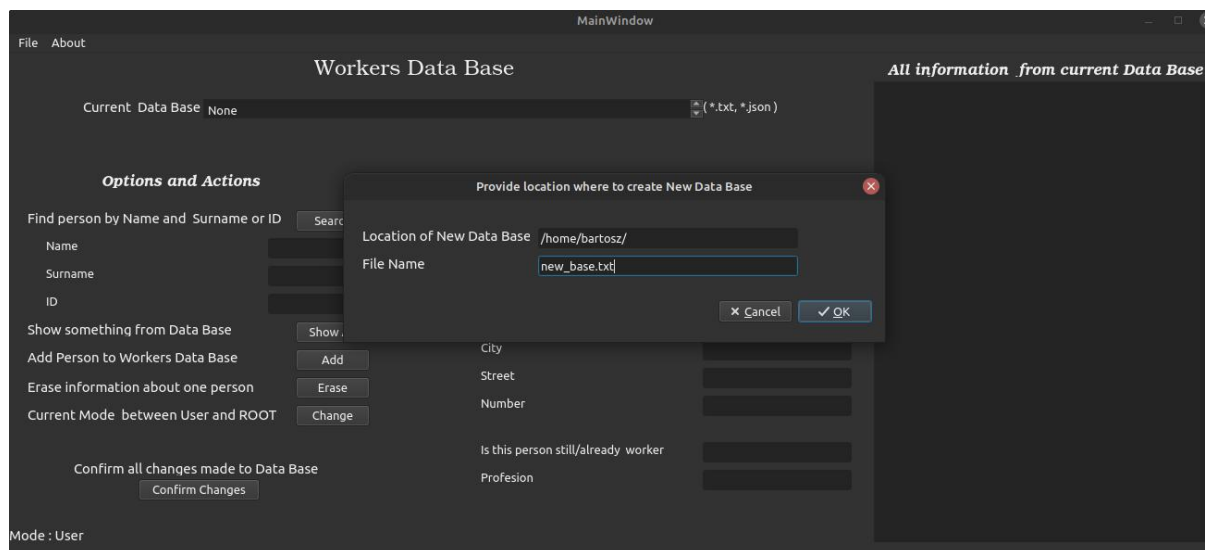 MainWindow
File About
Workers Data Base
All information from current Data Base
Current Data Base None (*.txt, *.json )
Options and Actions
Provide location where to create New Data Base
Find person by Name and Surname or ID
Location of New Data Base /home/bartosz/
Name
File Name new_base.txt
Surname
ID
Cancel OK
Show something from Data Base Show
City
Add Person to Workers Data Base Add
Street
Erase information about one person Erase
Number
Current Mode between User and ROOT Change
Is this person still/already worker
Confirm all changes made to Data Base
Profesion
Confirm Changes
Mode : User